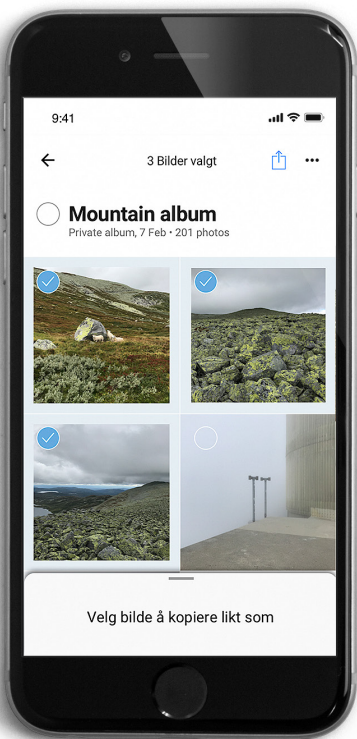 9:41
3 Bilder valgt
Mountain album
Private album, 7 Feb • 201 photos
Velg bilde å kopiere likt som